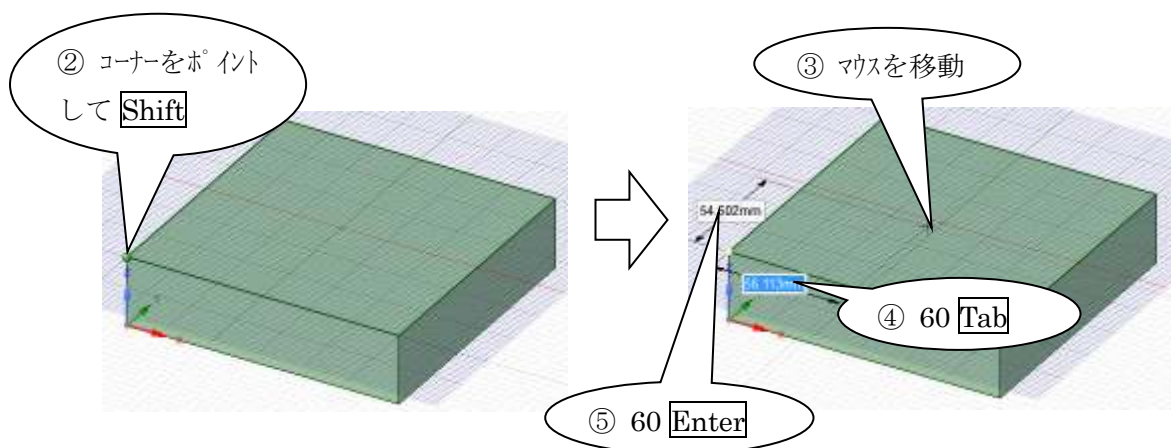 ② コーナーをポイント
して Shift
③ マウスを移動
54.502mm
56.113mm
④ 60 Tab
⑤ 60 Enter